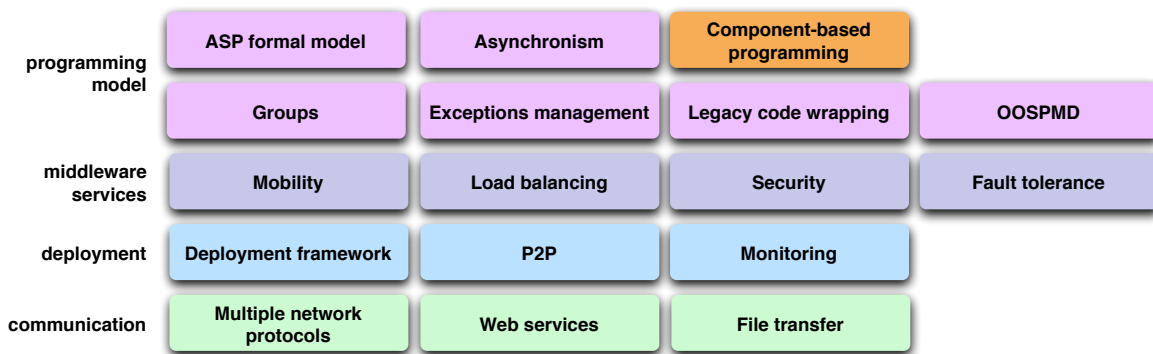 ASP formal model
Asynchronism
Component-based
programming
programming
model
Groups
Exceptions management
Legacy code wrapping
OOSPMD
middleware
services
Mobility
Load balancing
Security
Fault tolerance
deployment
Deployment framework
P2P
Monitoring
communication
Multiple network
protocols
Web services
File transfer